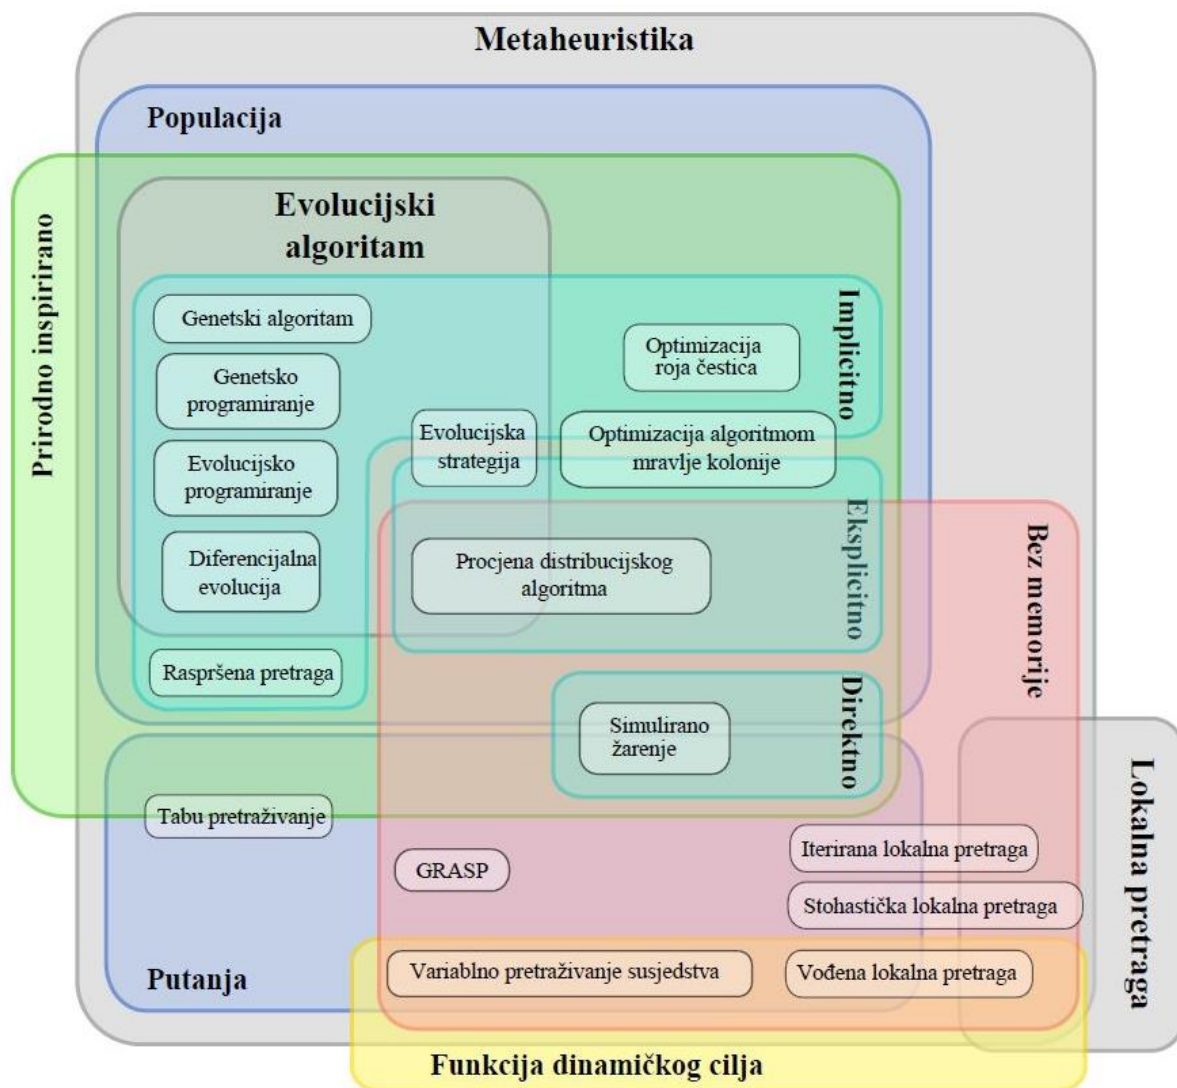 Metaheuristika
Populacija
Prirodno inspirirano
Evolucijski
algoritam
Implicitno
Genetski algoritam
Optimizacija
roja čestica
Genetsko
programiranje
Evolucijska
strategija
Optimizacija algoritmom
mravlje kolonije
Evolucijsko
programiranje
Eksplicitno
Bez memorije
Diferencijalna
evolucija
Procjena distribucijskog
algoritma
Raspršena pretraga
Direktno
Simulirano
žarenje
Lokalna pretraga
Tabu pretraživanje
Iterirana lokalna pretraga
GRASP
Stohastička lokalna pretraga
Putanja
Variablno pretraživanje susjedstva
Vođena lokalna pretraga
Funkcija dinamičkog cilja